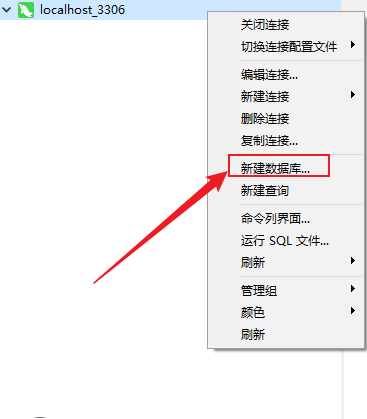 localhost_3306
关闭连接
切换连接配置文件
编辑连接...
新建连接
删除连接
复制连接...
新建数据库...
新建查询
命令列界面...
运行 SQL 文件...
刷新
管理组
颜色
刷新